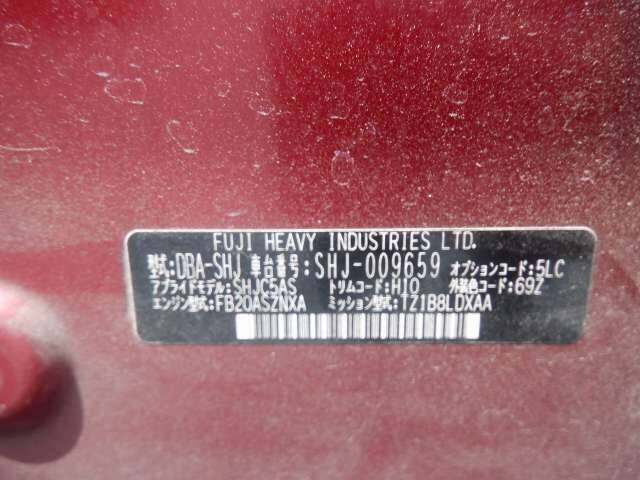 FUJI HEAVY INDUSTRIES LTD.
型式:DBA-SHJ 車台番号:SHJ-009659 オプションコード:5LC
アプライドモデル:SHJC5AS トリムコード:H10 外装色コード:69Z
エンジン型式:FB20ASZNXA ミッション型式:TZ1B8LDXAA